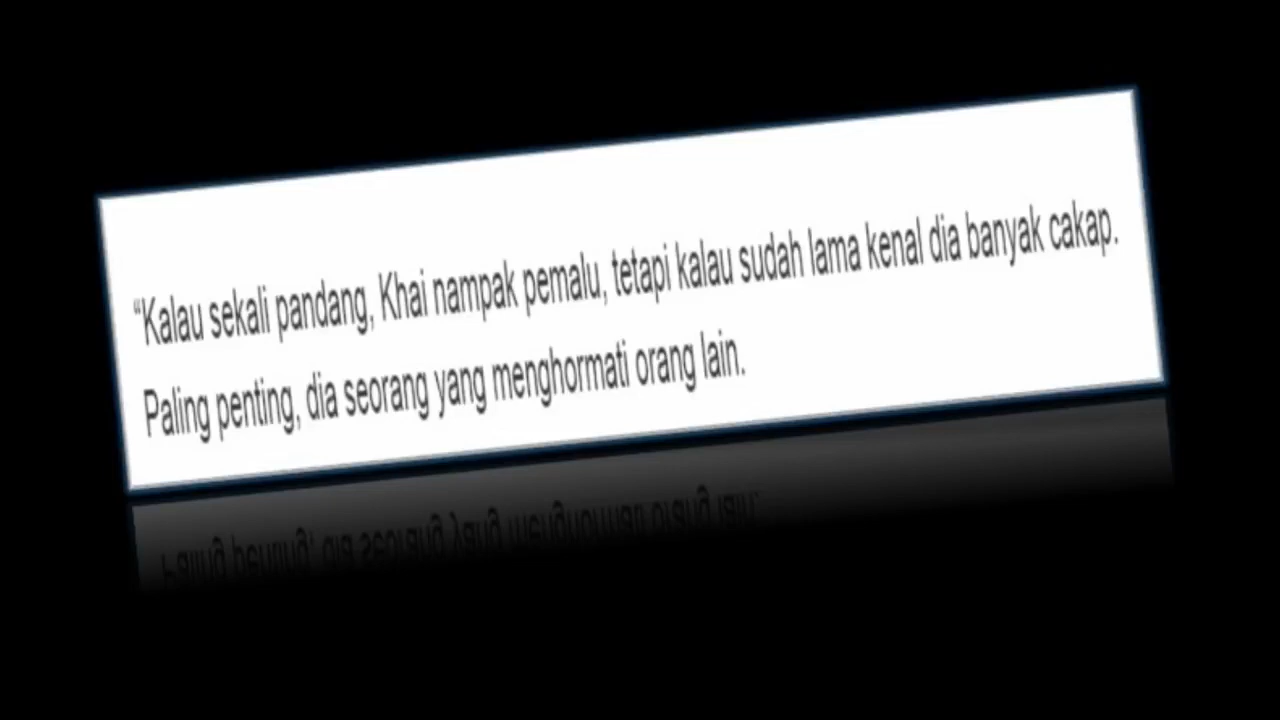 “Kalau sekali pandang, Khai nampak pemalu, tetapi kalau sudah lama kenal dia banyak cakap.
Paling penting, dia seorang yang menghormati orang lain.